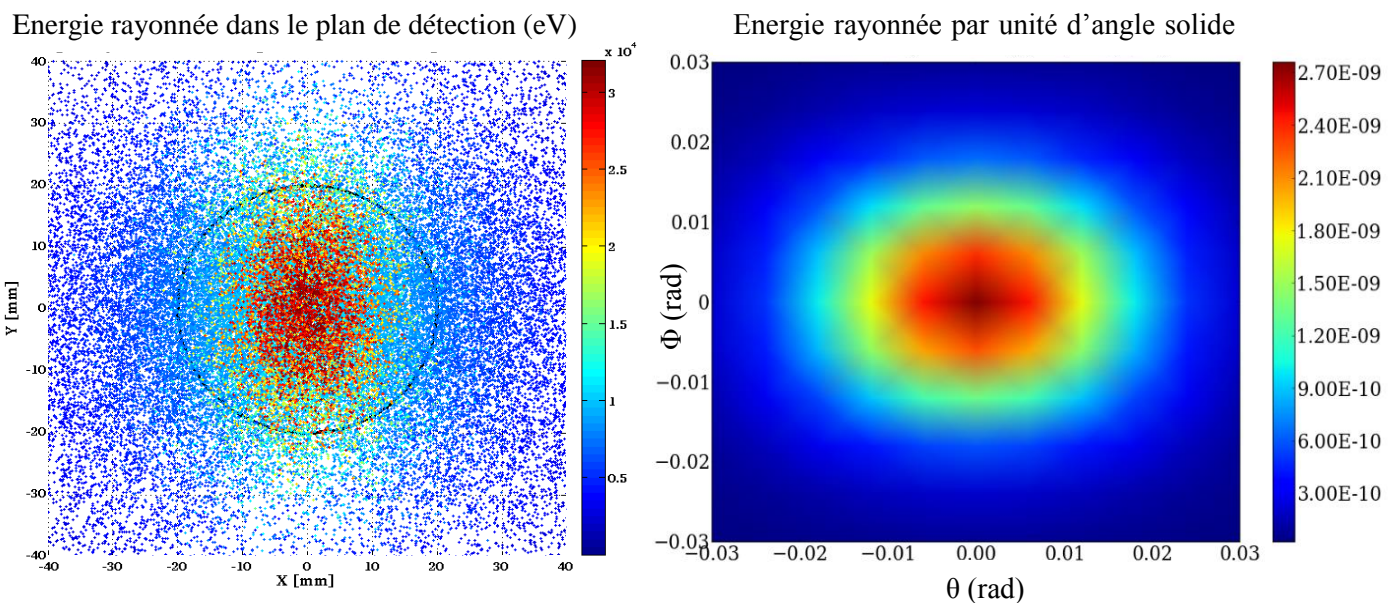 Energie rayonnée dans le plan de détection (eV)
Energie rayonnée par unité d'angle solide
x 10⁴
40
30
20
10
0
-10
-20
-30
-40
Y [mm]
-40
-30
-20
-10
0
10
20
30
40
X [mm]
3
2.5
2
1.5
1
0.5
0.03
0.02
0.01
0
−0.01
−0.02
−0.03
Φ (rad)
−0.03
−0.02
−0.01
0.00
0.01
0.02
0.03
θ (rad)
2.70E-09
2.40E-09
2.10E-09
1.80E-09
1.50E-09
1.20E-09
9.00E-10
6.00E-10
3.00E-10